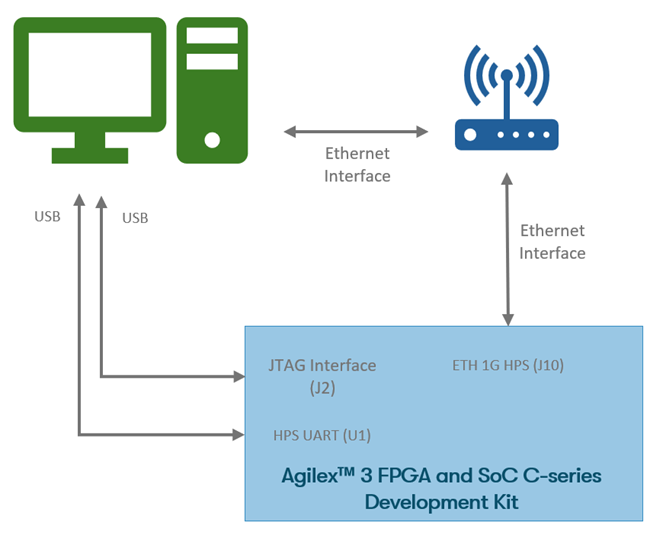 Ethernet
Interface
USB
USB
Ethernet
Interface
JTAG Interface
(J2)
ETH 1G HPS (J10)
HPS UART (U1)
Agilex™ 3 FPGA and SoC C-series
Development Kit